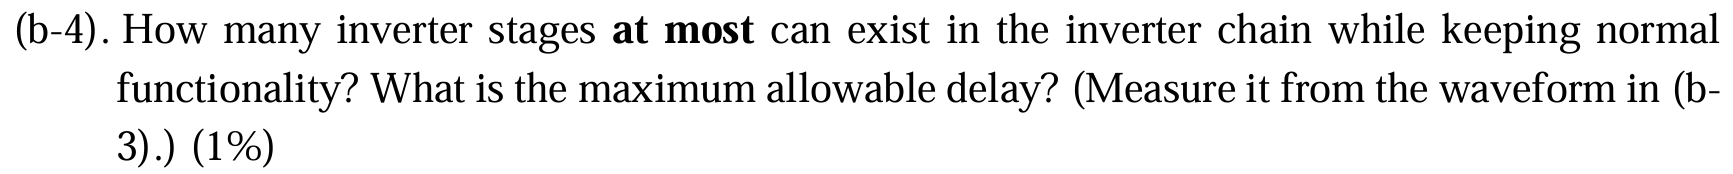 (b-4). How many inverter stages at most can exist in the inverter chain while keeping normal
functionality? What is the maximum allowable delay? (Measure it from the waveform in (b-
3).) (1%)